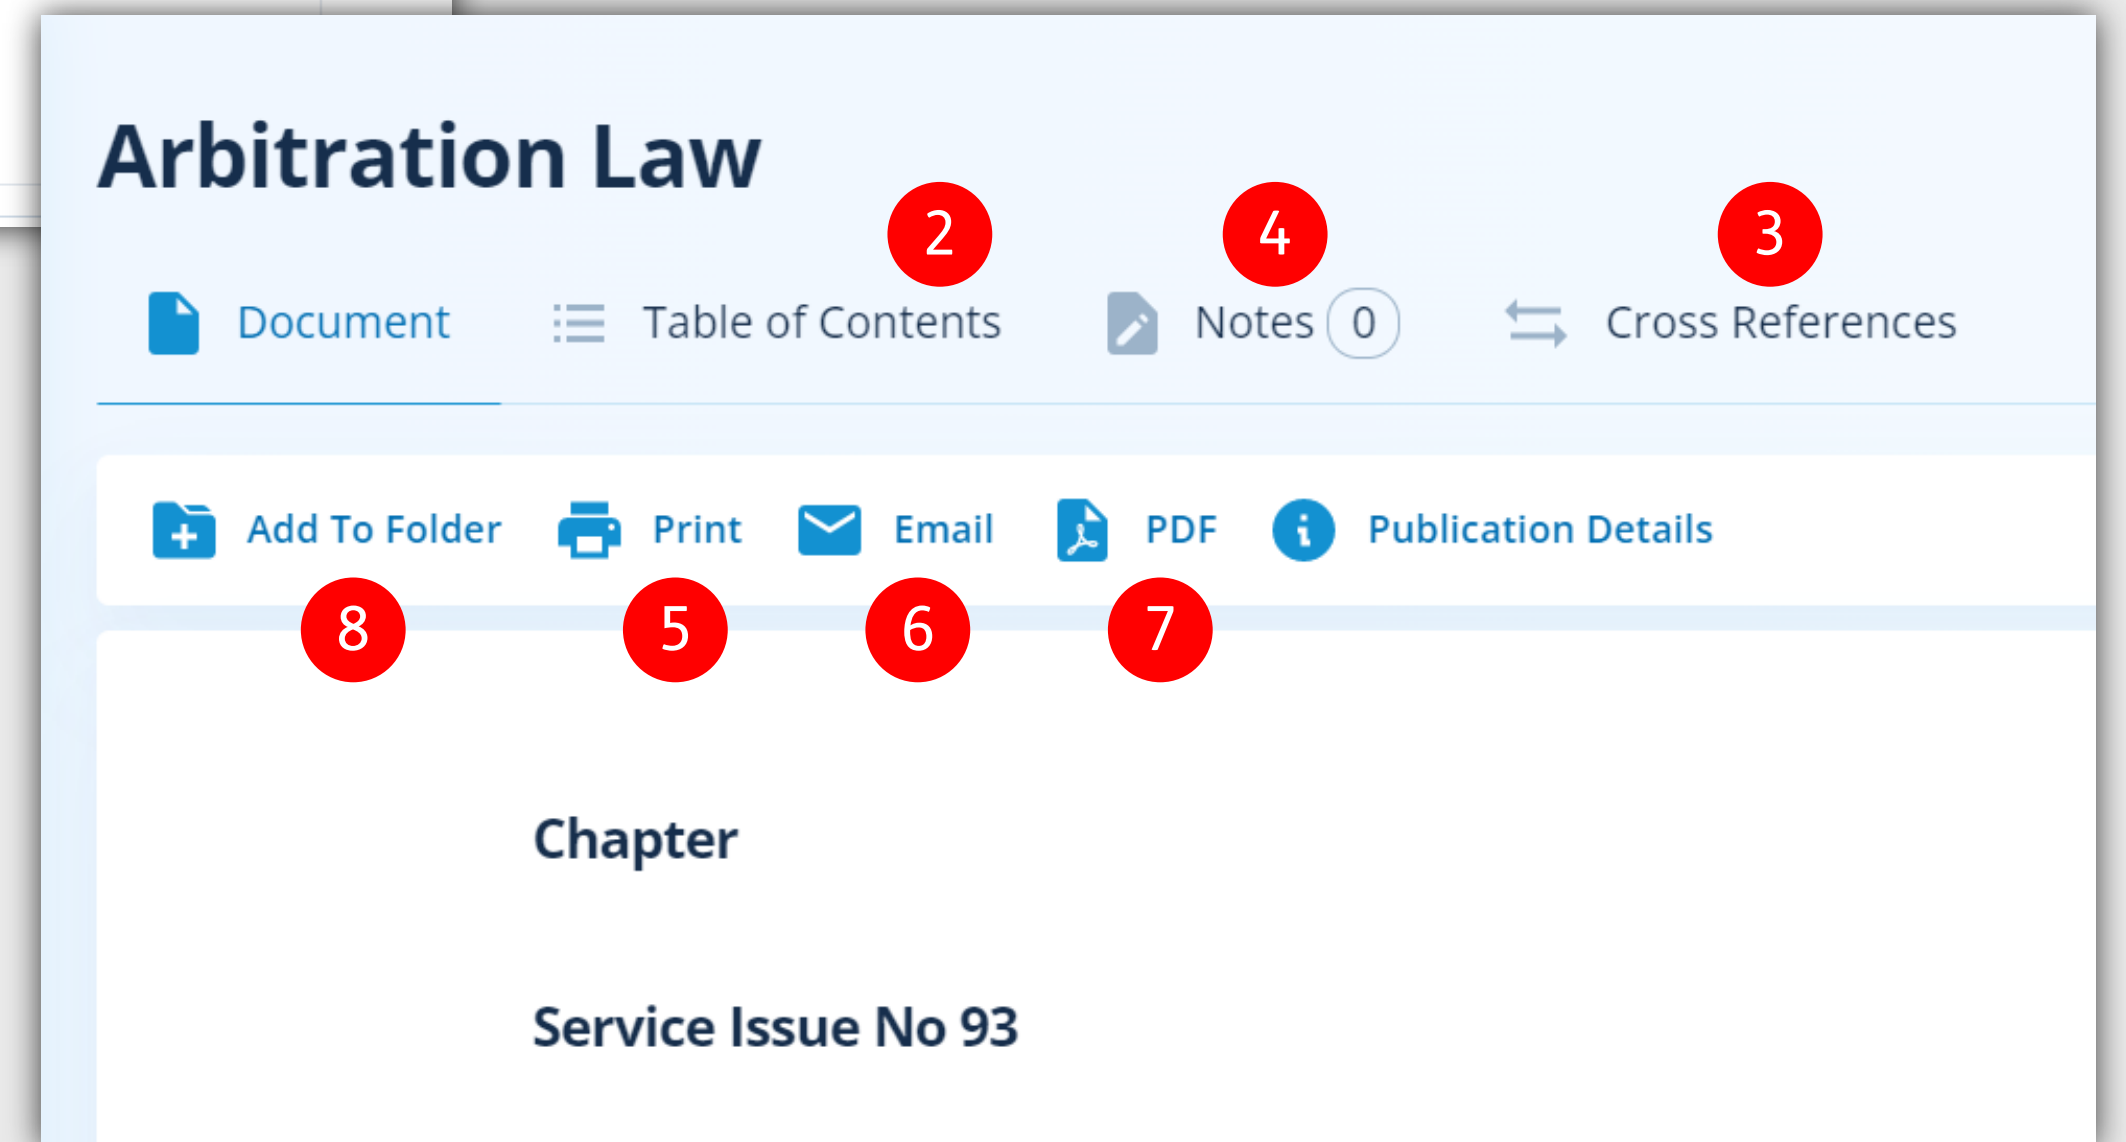 Arbitration Law
2 4 3
Document Table of Contents Notes 0 Cross References
Add To Folder Print Email PDF Publication Details
8 5 6 7
Chapter
Service Issue No 93